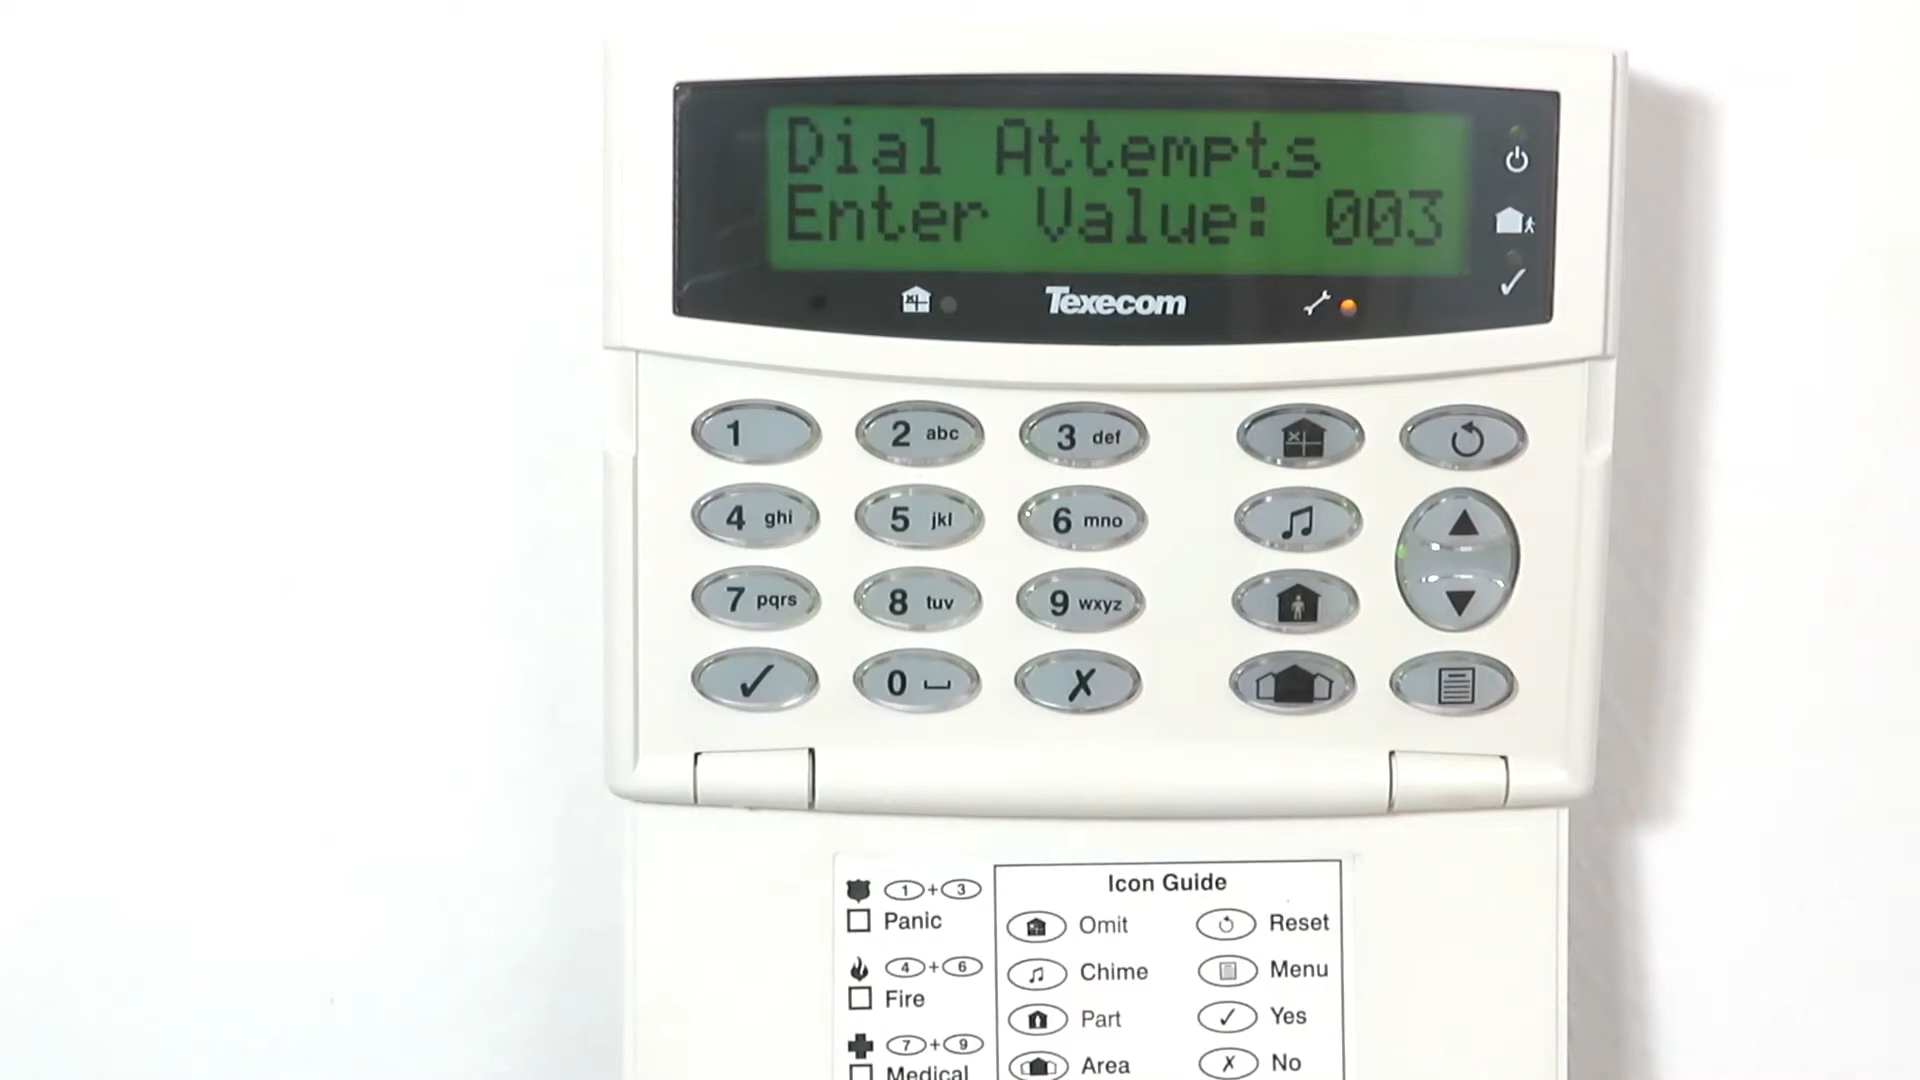 Dial Attempts
Enter Value: 003
Texecom
1
2 abc
3 def
4 ghi
5 jkl
6 mno
7 pqrs
8 tuv
9 wxyz
0
1 + 3
Panic
4 + 6
Fire
7 + 9
Medical
Icon Guide
Omit
Reset
Chime
Menu
Part
Yes
Area
No